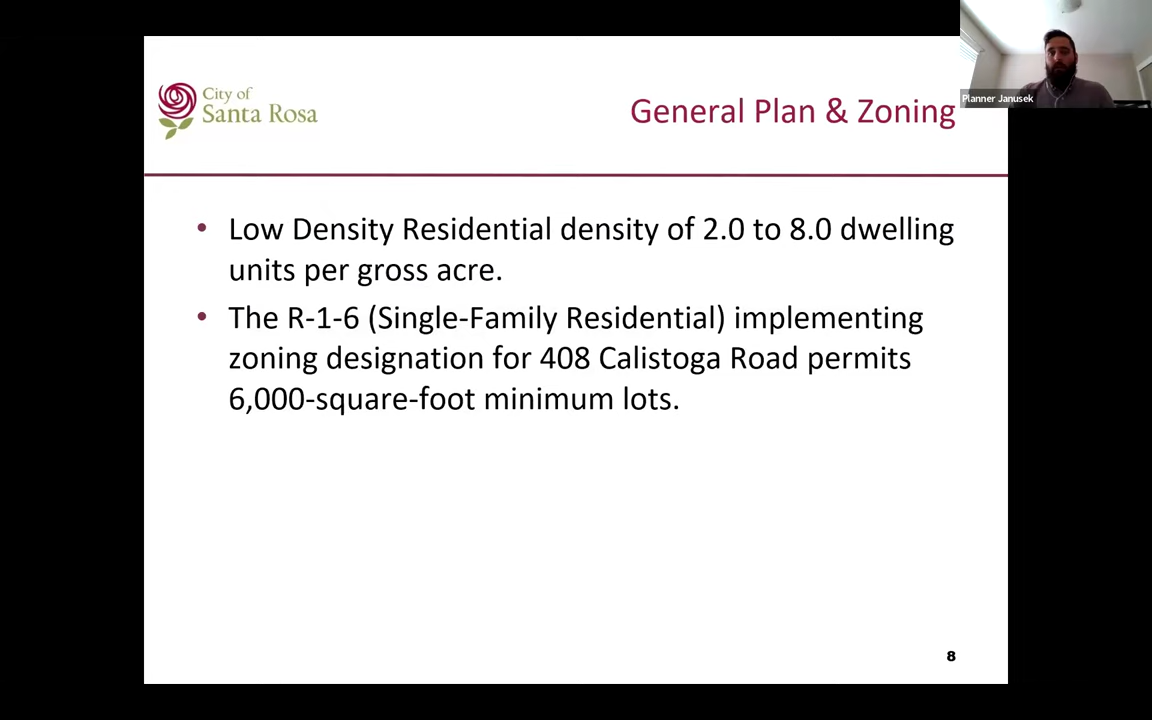 City of
Santa Rosa
General Plan & Zoning
Planner Janusek
• Low Density Residential density of 2.0 to 8.0 dwelling
units per gross acre.
• The R-1-6 (Single-Family Residential) implementing
zoning designation for 408 Calistoga Road permits
6,000-square-foot minimum lots.
8